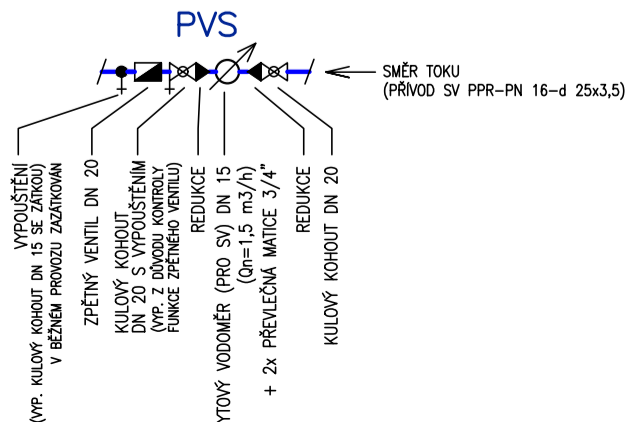 PVS
SMĚR TOKU
(PŘÍVOD SV PPR-PN 16-d 25x3,5)
VYPOUŠTĚNÍ
(VYP. KULOVÝ KOHOUT DN 15 SE ZÁTKOU)
V BĚŽNÉM PROVOZU ZAZÁTKOVÁN
ZPĚTNÝ VENTIL DN 20
KULOVÝ KOHOUT
DN 20 S VYPOUŠTĚNÍM
(VYP. Z DŮVODU KONTROLY
FUNKCE ZPĚTNÉHO VENTILU)
REDUKCE
YTOVÝ VODOMĚR (PRO SV) DN 15
(Qn=1,5 m3/h)
+ 2x PŘEVLEČNÁ MATICE 3/4"
REDUKCE
KULOVÝ KOHOUT DN 20